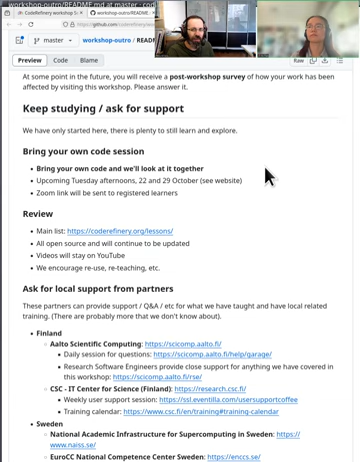 workshop-outro/README.md at master · cod
CodeRefinery workshop S
workshop-outro/README
https://github.com/coderefinery/
master
workshop-outro / READ
Preview
Code
Blame
Raw
At some point in the future, you will receive a post-workshop survey of how your work has been
affected by visiting this workshop. Please answer it.
Keep studying / ask for support
We have only started here, there is plenty to still learn and explore.
Bring your own code session
Bring your own code and we'll look at it together
Upcoming Tuesday afternoons, 22 and 29 October (see website)
Zoom link will be sent to registered learners
Review
Main list: https://coderefinery.org/lessons/
All open source and will continue to be updated
Videos will stay on YouTube
We encourage re-use, re-teaching, etc.
Ask for local support from partners
These partners can provide support / Q&A / etc for what we have taught and have local related
training. (There are probably more that we don't know about).
Finland
Aalto Scientific Computing: https://scicomp.aalto.fi/
Daily session for questions: https://scicomp.aalto.fi/help/garage/
Research Software Engineers provide close support for anything we have covered in
this workshop: https://scicomp.aalto.fi/rse/
CSC - IT Center for Science (Finland): https://research.csc.fi/
Weekly user support session: https://ssl.eventilla.com/usersupportcoffee
Training calendar: https://www.csc.fi/en/training#training-calendar
Sweden
National Academic Infrastructure for Supercomputing in Sweden: https://
www.naiss.se/
EuroCC National Competence Center Sweden: https://enccs.se/